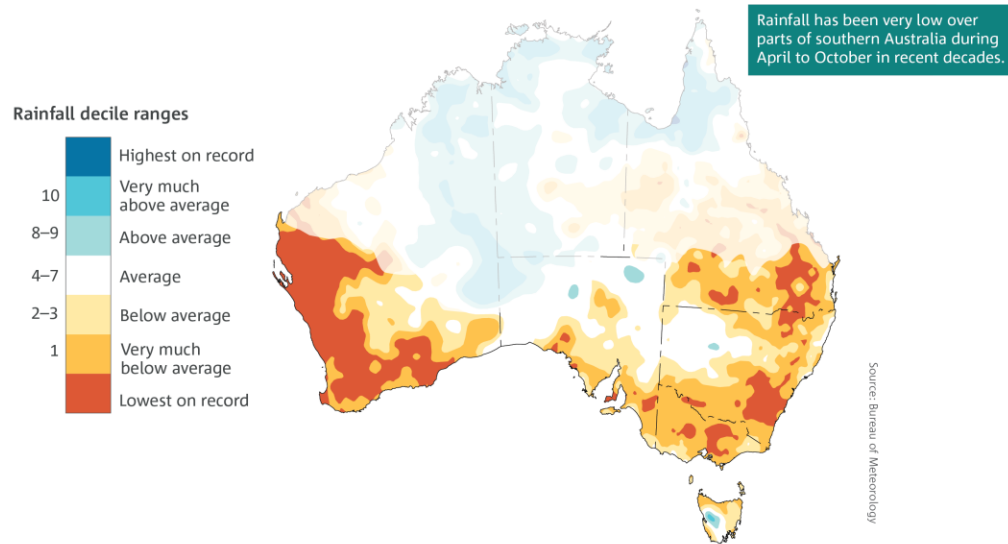 Rainfall has been very low over
parts of southern Australia during
April to October in recent decades.
Rainfall decile ranges
Highest on record
10 Very much
above average
8–9 Above average
4–7 Average
2–3 Below average
1 Very much
below average
Lowest on record
Source: Bureau of Meteorology